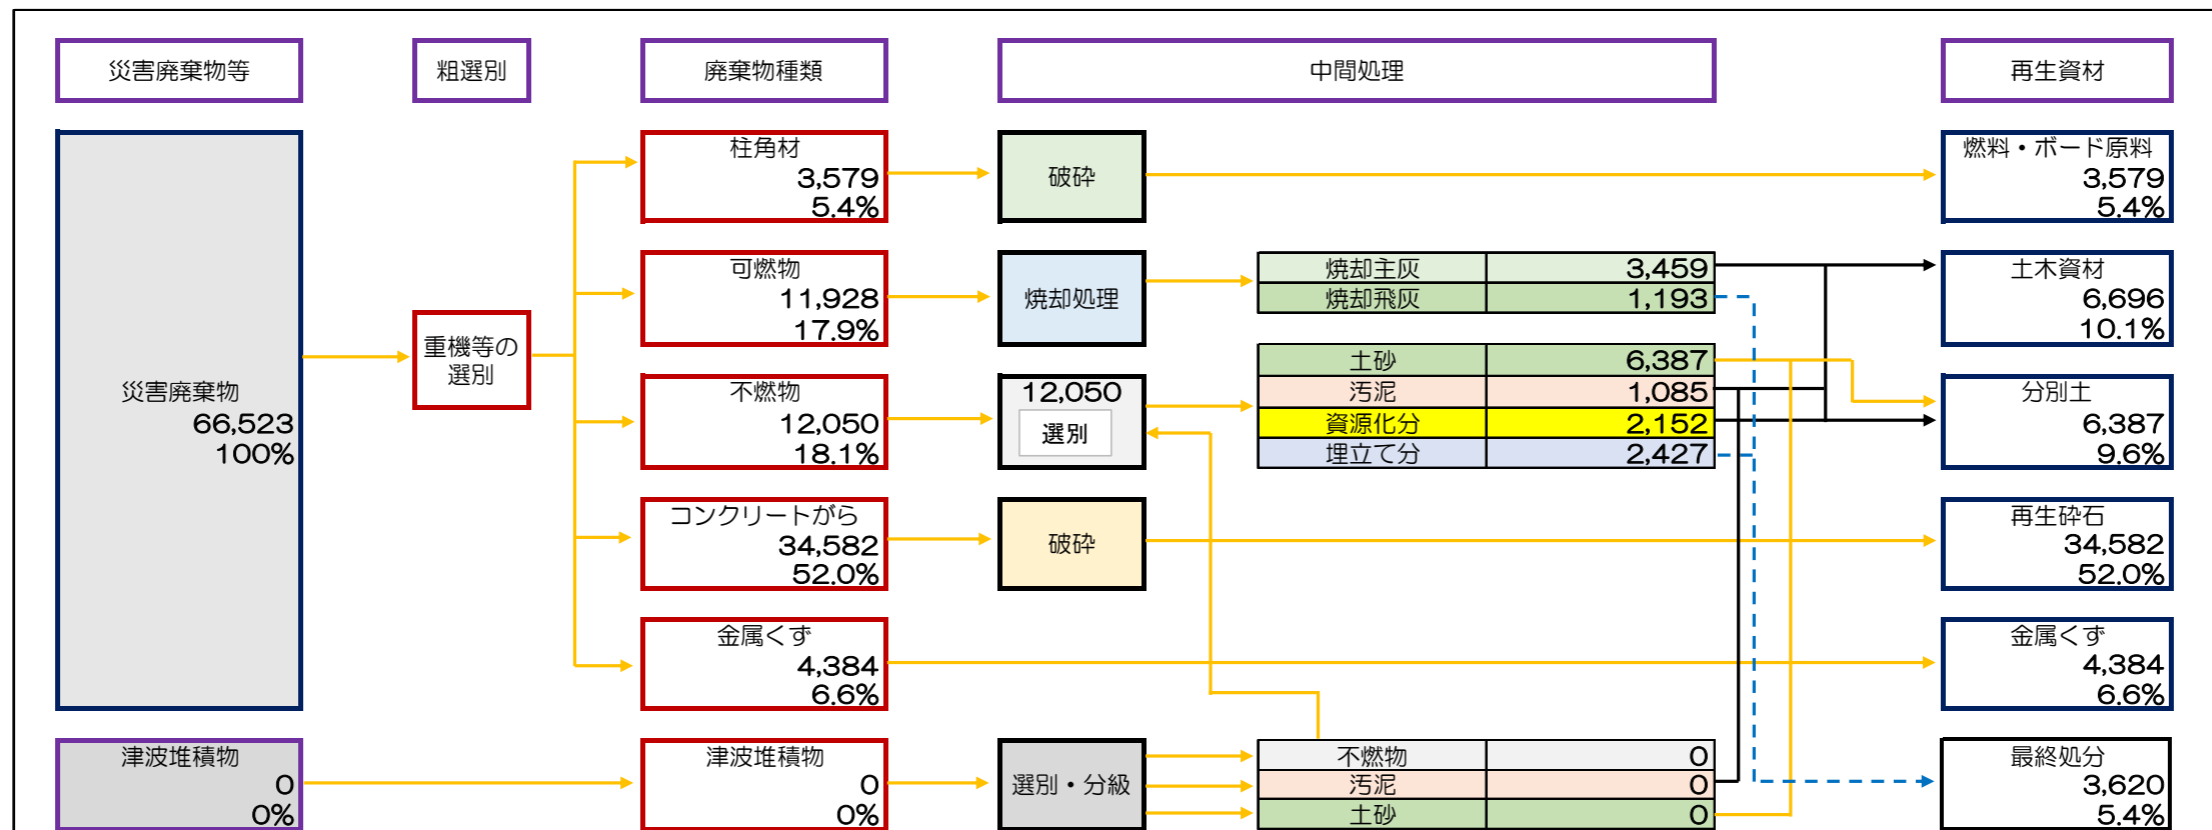 災害廃棄物等
粗選別
廃棄物種類
中間処理
再生資材
災害廃棄物
66,523
100%
重機等の
選別
柱角材
3,579
5.4%
破砕
燃料・ボード原料
3,579
5.4%
可燃物
11,928
17.9%
焼却処理
焼却主灰 3,459
焼却飛灰 1,193
土木資材
6,696
10.1%
不燃物
12,050
18.1%
12,050
選別
土砂 6,387
汚泥 1,085
資源化分 2,152
埋立て分 2,427
分別土
6,387
9.6%
コンクリートがら
34,582
52.0%
破砕
再生砕石
34,582
52.0%
金属くず
4,384
6.6%
金属くず
4,384
6.6%
津波堆積物
0
0%
津波堆積物
0
0%
選別・分級
不燃物 0
汚泥 0
土砂 0
最終処分
3,620
5.4%